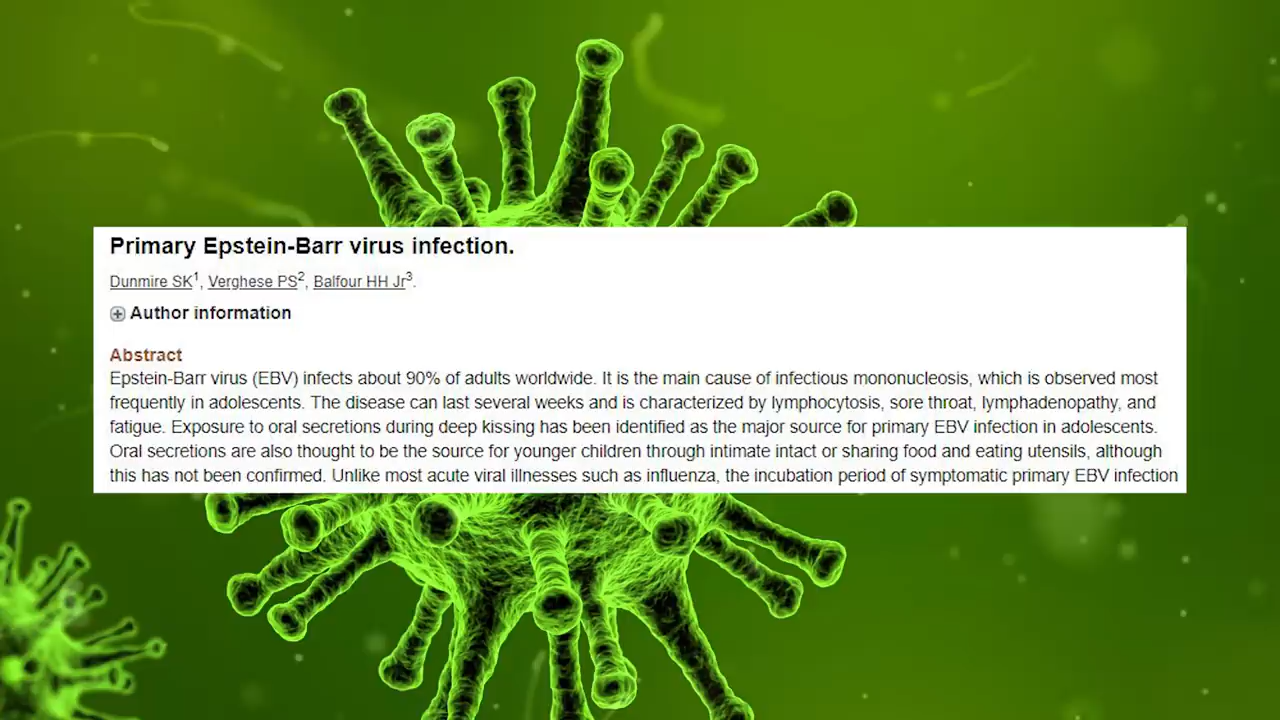 Primary Epstein-Barr virus infection.
Dunmire SK1, Verghese PS2, Balfour HH Jr3.
Author information
Abstract
Epstein-Barr virus (EBV) infects about 90% of adults worldwide. It is the main cause of infectious mononucleosis, which is observed most
frequently in adolescents. The disease can last several weeks and is characterized by lymphocytosis, sore throat, lymphadenopathy, and
fatigue. Exposure to oral secretions during deep kissing has been identified as the major source for primary EBV infection in adolescents.
Oral secretions are also thought to be the source for younger children through intimate intact or sharing food and eating utensils, although
this has not been confirmed. Unlike most acute viral illnesses such as influenza, the incubation period of symptomatic primary EBV infection